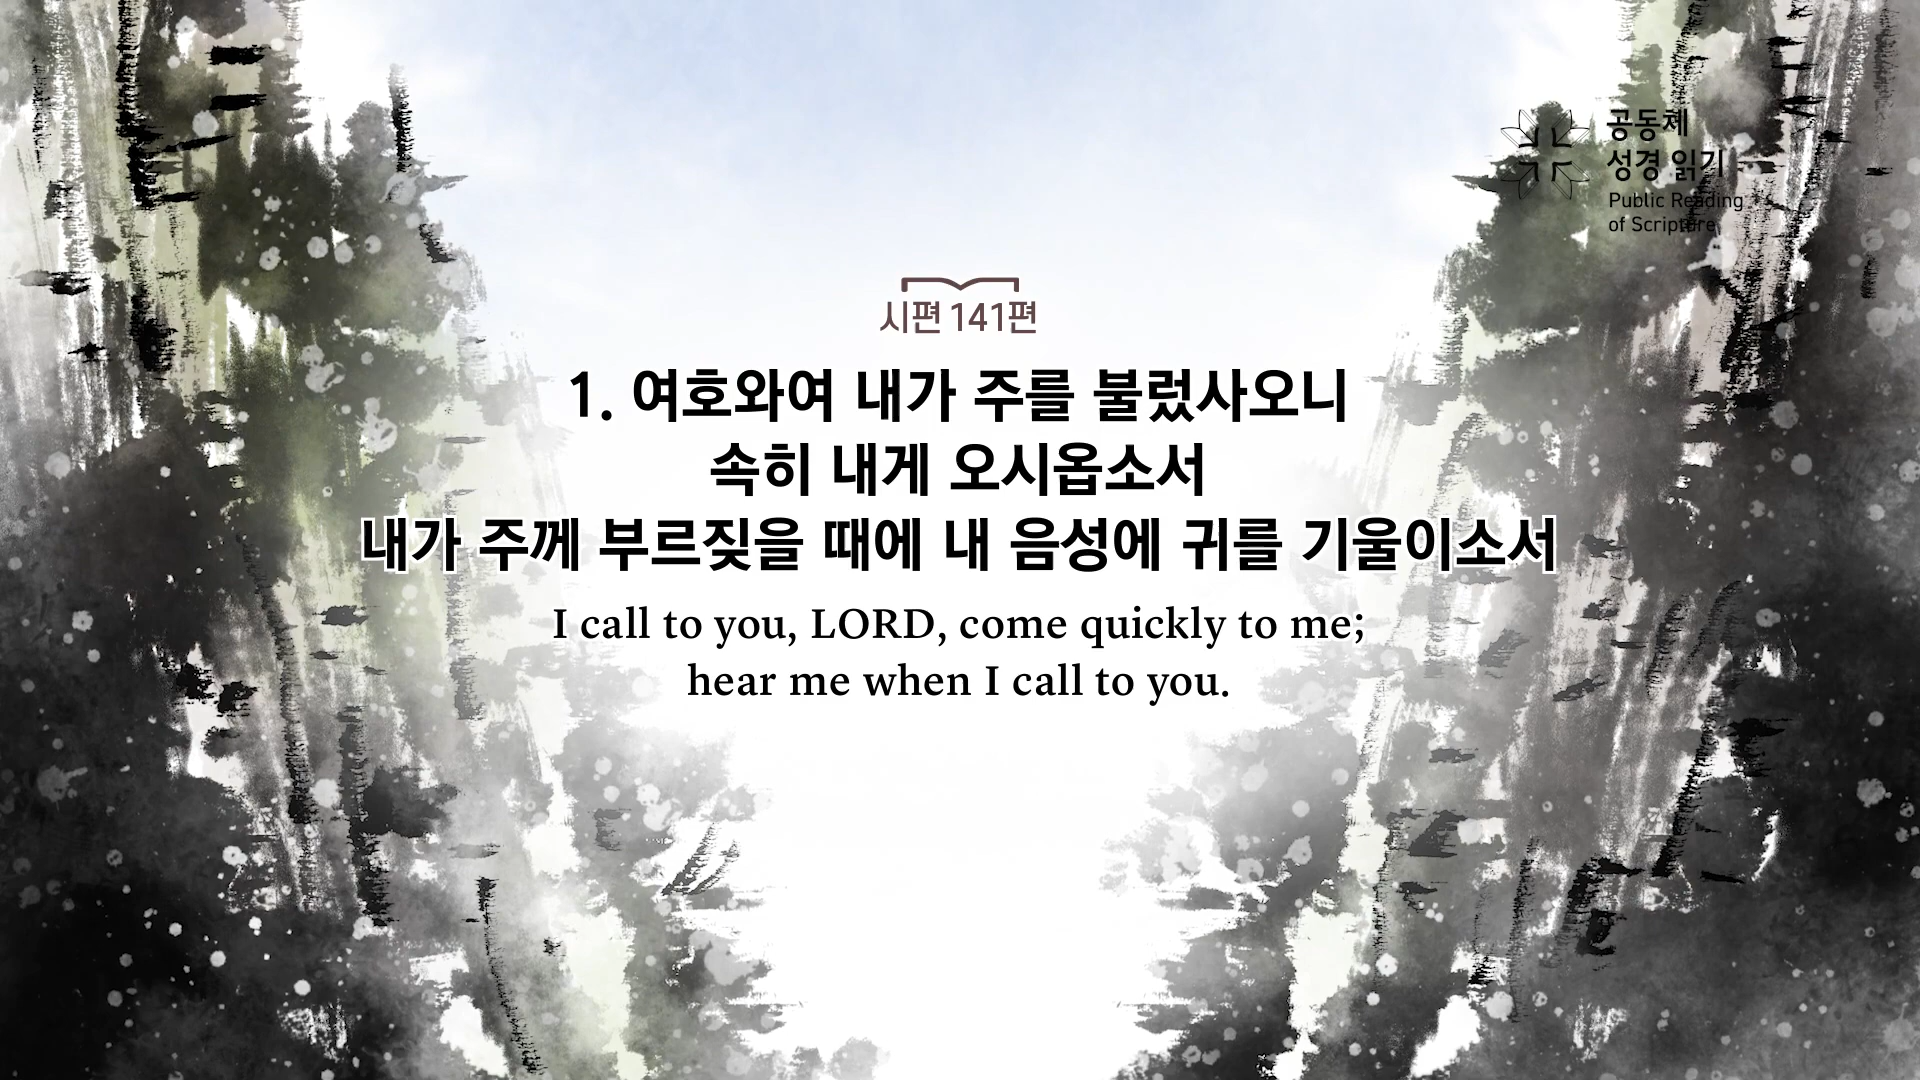 공동체
성경 읽기
Public Reading
of Scripture
시편 141편
1. 여호와여 내가 주를 불렀사오니
속히 내게 오시옵소서
내가 주께 부르짖을 때에 내 음성에 귀를 기울이소서
I call to you, LORD, come quickly to me;
hear me when I call to you.